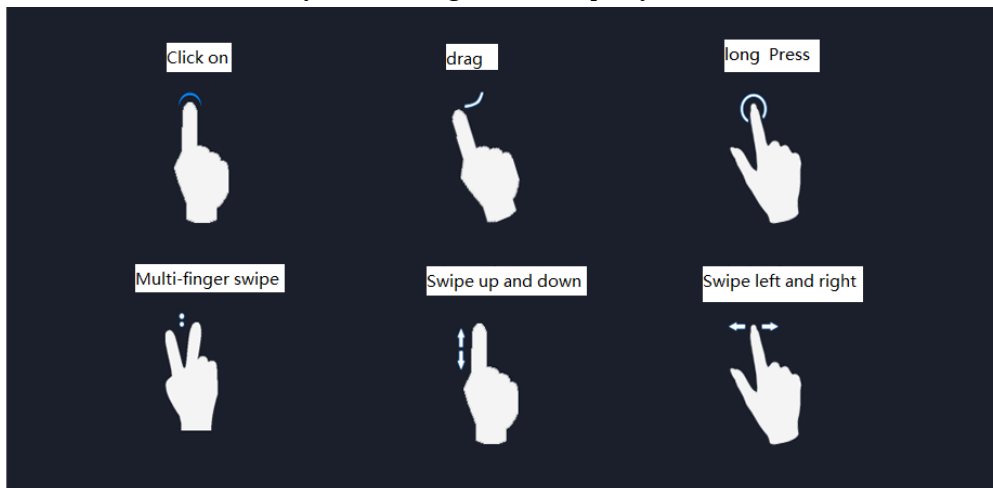 Click on
drag
long Press
Multi-finger swipe
Swipe up and down
Swipe left and right